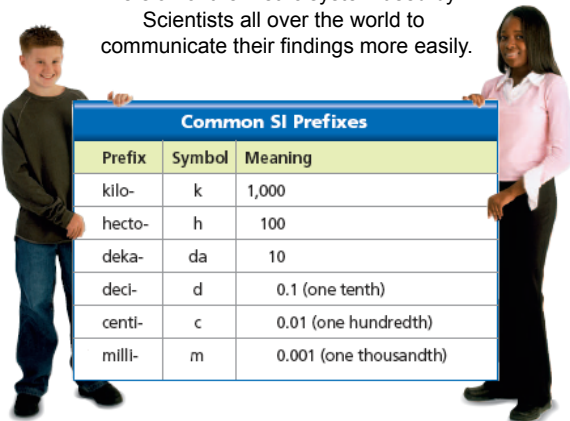 Scientists all over the world to
communicate their findings more easily.
Common SI Prefixes
Prefix Symbol Meaning
kilo- k 1,000
hecto- h 100
deka- da 10
deci- d 0.1 (one tenth)
centi- c 0.01 (one hundredth)
milli- m 0.001 (one thousandth)